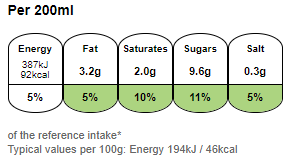 Per 200ml
Energy Fat Saturates Sugars Salt
387kJ
92kcal 3.2g 2.0g 9.6g 0.3g
5% 5% 10% 11% 5%
of the reference intake*
Typical values per 100g: Energy 194kJ / 46kcal